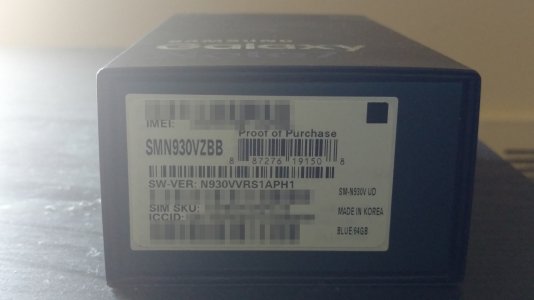 SAMSUNG
Galaxy
IMEI:
Proof of Purchase
SMN930VZBB
8 87276 19150 8
SW-VER: N930VVRS1APH1
SM-N930V UD
SIM SKU:
MADE IN KOREA
ICCID:
BLUE 64GB